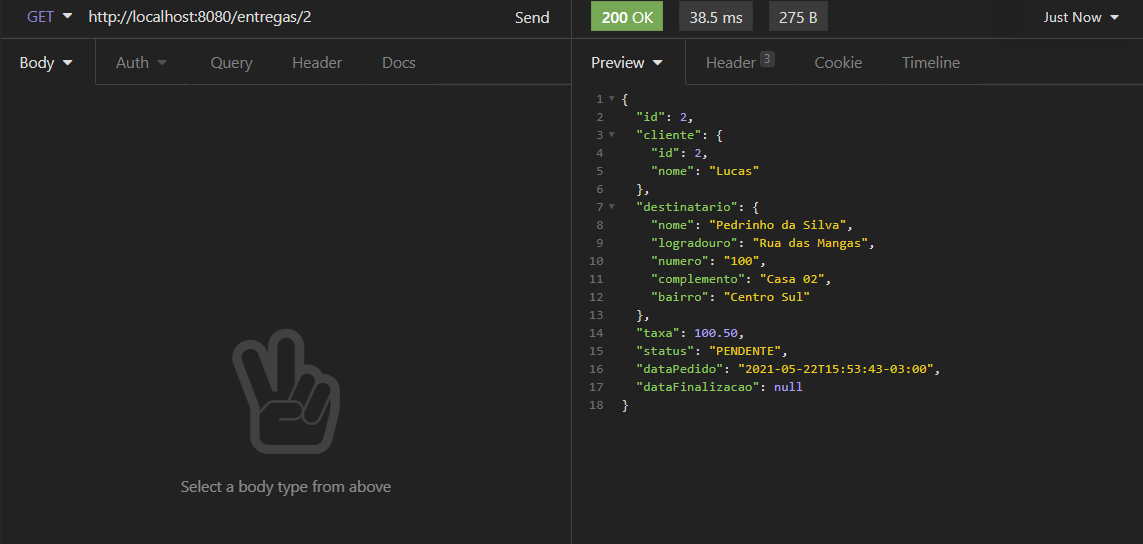 GET http://localhost:8080/entregas/2 Send
Body Auth Query Header Docs
Select a body type from above
200 OK 38.5 ms 275 B Just Now
Preview Header 3 Cookie Timeline
1 {
2 "id": 2,
3 "cliente": {
4 "id": 2,
5 "nome": "Lucas"
6 },
7 "destinatario": {
8 "nome": "Pedrinho da Silva",
9 "logradouro": "Rua das Mangas",
10 "numero": "100",
11 "complemento": "Casa 02",
12 "bairro": "Centro Sul"
13 },
14 "taxa": 100.50,
15 "status": "PENDENTE",
16 "dataPedido": "2021-05-22T15:53:43-03:00",
17 "dataFinalizacao": null
18 }